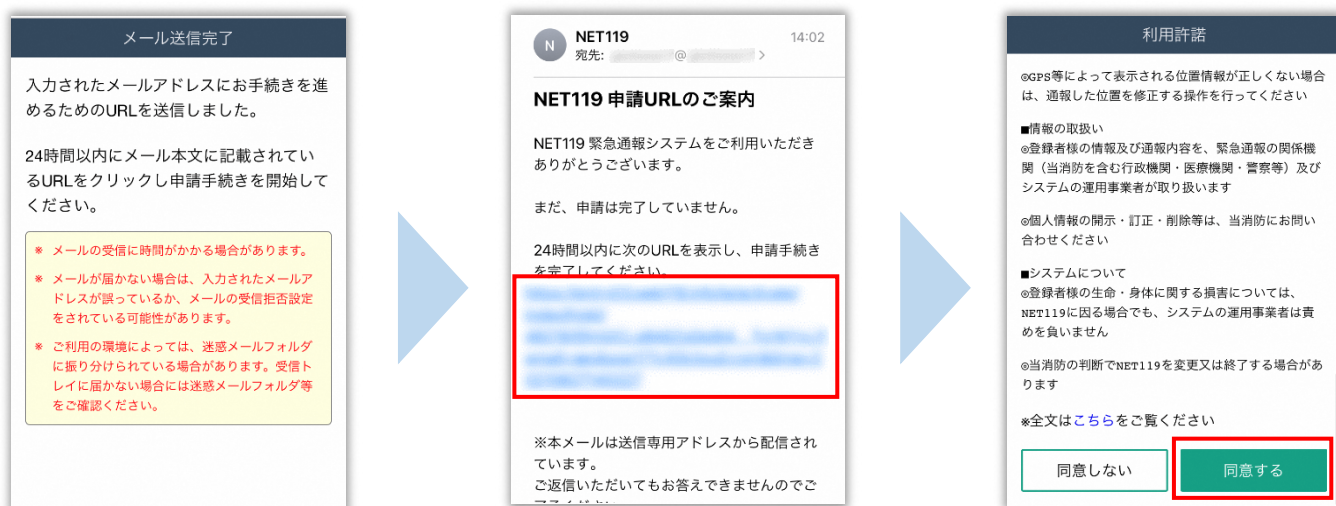 メール送信完了
入力されたメールアドレスにお手続きを進
めるためのURLを送信しました。
24時間以内にメール本文に記載されてい
るURLをクリックし申請手続きを開始して
ください。
※ メールの受信に時間がかかる場合があります。
※ メールが届かない場合は、入力されたメールア
ドレスが誤っているか、メールの受信拒否設定
をされている可能性があります。
※ ご利用の環境によっては、迷惑メールフォルダ
に振り分けられている場合があります。受信ト
レイに届かない場合には迷惑メールフォルダ等
をご確認ください。
N
NET119
14:02
宛先: @ >
NET119 申請URLのご案内
NET119 緊急通報システムをご利用いただき
ありがとうございます。
まだ、申請は完了していません。
24時間以内に次のURLを表示し、申請手続き
を完了してください。
※本メールは送信専用アドレスから配信され
ています。
ご返信いただいてもお答えできませんのでご
利用許諾
◎GPS等によって表示される位置情報が正しくない場合
は、通報した位置を修正する操作を行ってください
■情報の取扱い
◎登録者様の情報及び通報内容を、緊急通報の関係機
関（当消防を含む行政機関・医療機関・警察等）及び
システムの運用事業者が取り扱います
◎個人情報の開示・訂正・削除等は、当消防にお問い
合わせください
■システムについて
◎登録者様の生命・身体に関する損害については、
NET119に因る場合でも、システムの運用事業者は責
めを負いません
◎当消防の判断でNET119を変更又は終了する場合があ
ります
※全文はこちらをご覧ください
同意しない
同意する